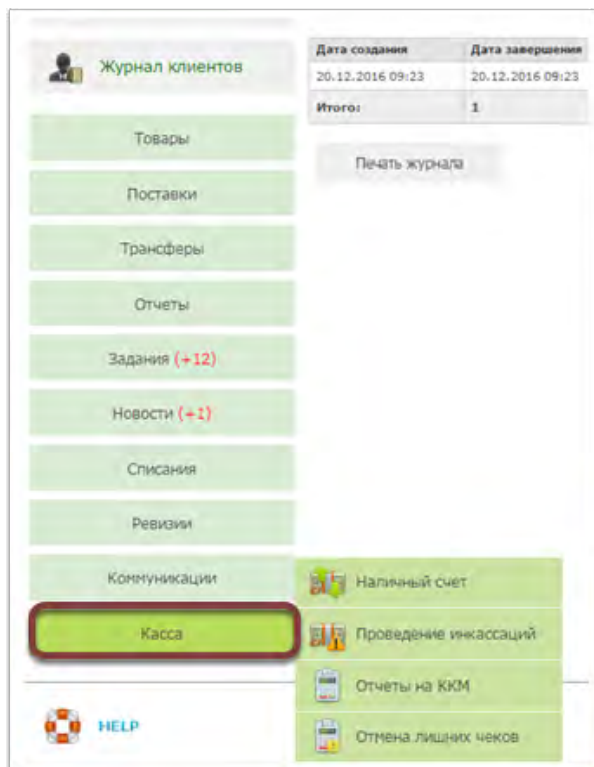 Журнал клиентов
Дата создания Дата завершения
20.12.2016 09:23 20.12.2016 09:23
Итого: 1
Печать журнала
Товары
Поставки
Трансферы
Отчеты
Задания (+12)
Новости (+1)
Списания
Ревизии
Коммуникации
Касса
Наличный счет
Проведение инкассаций
Отчеты на ККМ
Отмена лишних чеков
HELP